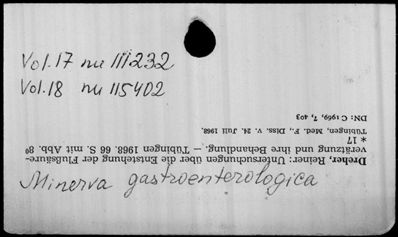 Vol. 17 nu 111232
Vol. 18 nu 115402
Minerva gastroenterologica
Dreher, Reiner: Untersuchungen über die Entstehung der Flußsäure-
verätzung und ihre Behandlung. – Tübingen 1968. 66 S. mit Abb. 8°
* 17
Tübingen, Med. F., Diss. v. 24. Juli 1968.
DN: C 1969, 7, 403